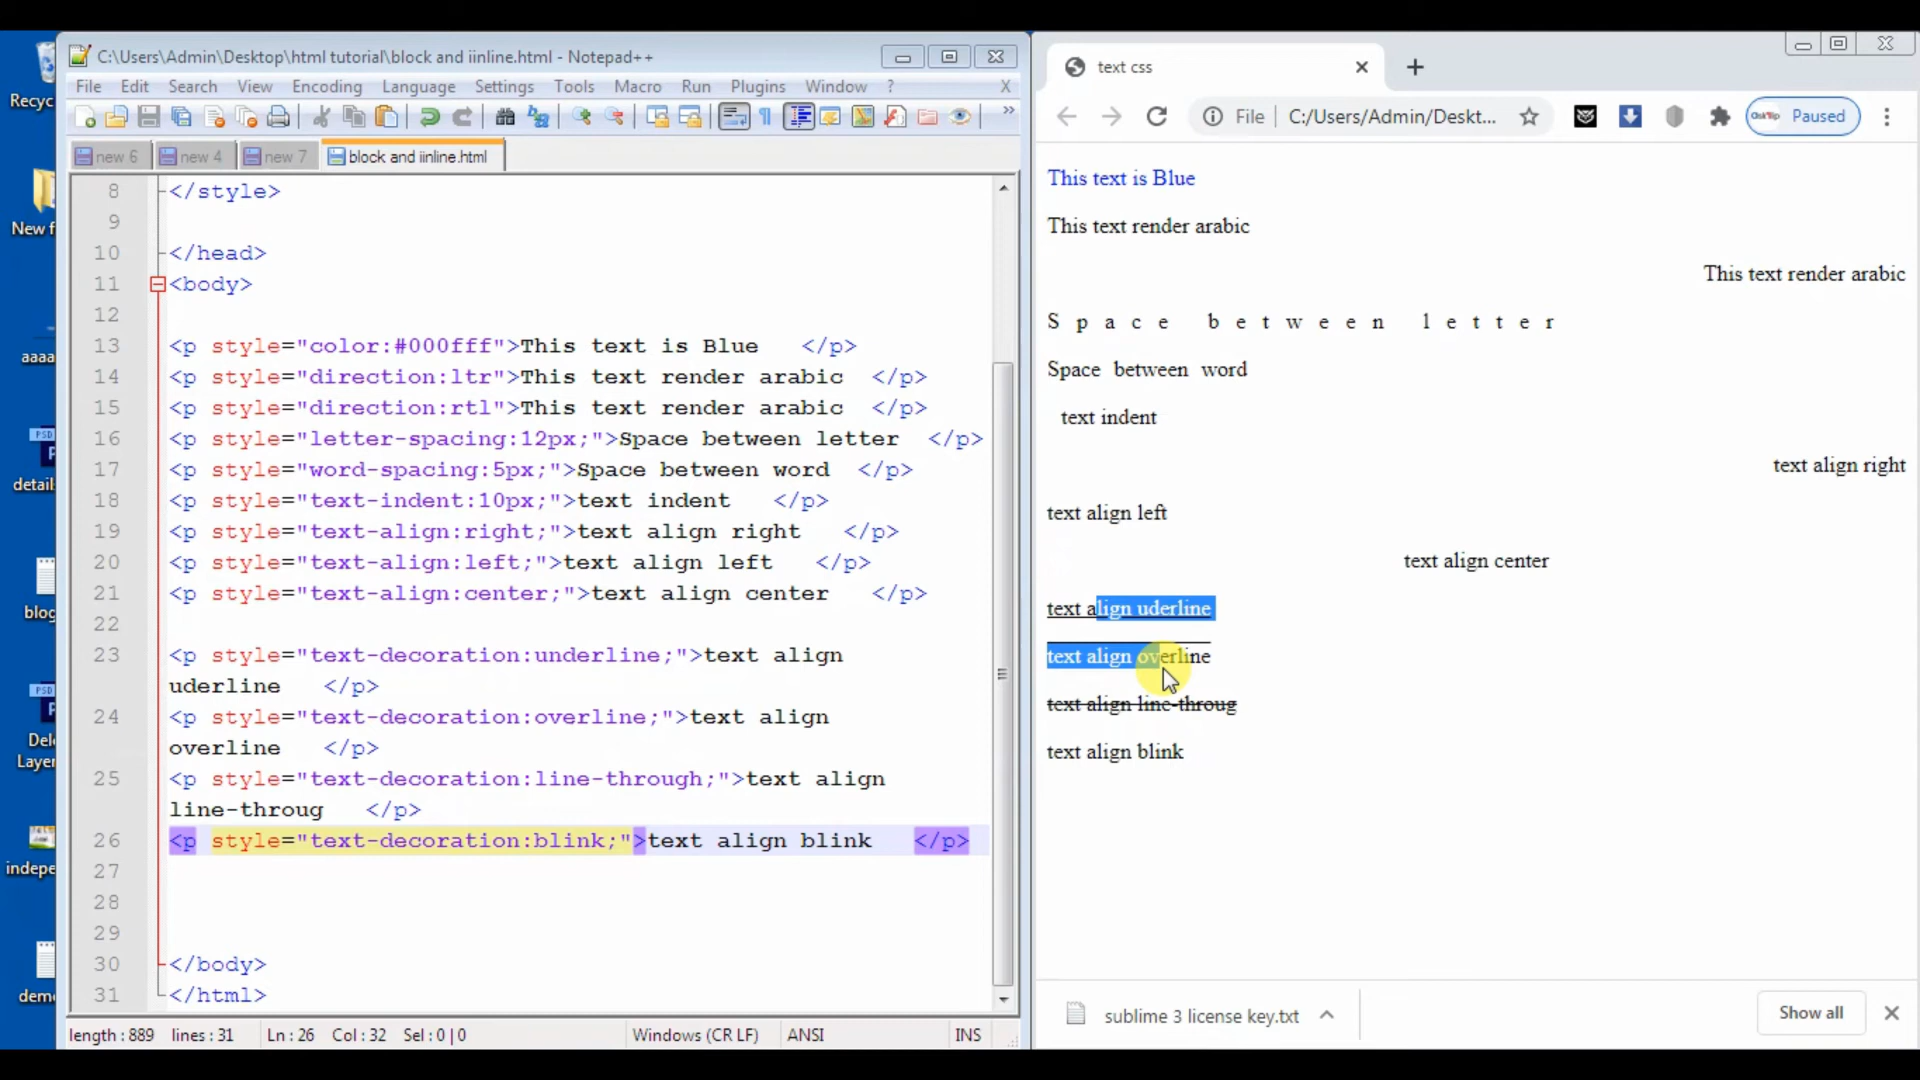 Recyc
New f
aaaa
PSD
details
blog
PSD
Dele
Layer
indepe
demo
C:\Users\Admin\Desktop\html tutorial\block and iinline.html - Notepad++
File Edit Search View Encoding Language Settings Tools Macro Run Plugins Window ? X
new 6 new 4 new 7 block and iinline.html
8 </style>
9
10 </head>
11 <body>
12
13 <p style="color:#000fff">This text is Blue </p>
14 <p style="direction:ltr">This text render arabic </p>
15 <p style="direction:rtl">This text render arabic </p>
16 <p style="letter-spacing:12px;">Space between letter </p>
17 <p style="word-spacing:5px;">Space between word </p>
18 <p style="text-indent:10px;">text indent </p>
19 <p style="text-align:right;">text align right </p>
20 <p style="text-align:left;">text align left </p>
21 <p style="text-align:center;">text align center </p>
22
23 <p style="text-decoration:underline;">text align
uderline </p>
24 <p style="text-decoration:overline;">text align
overline </p>
25 <p style="text-decoration:line-through;">text align
line-throug </p>
26 <p style="text-decoration:blink;">text align blink </p>
27
28
29
30 </body>
31 </html>
length : 889 lines : 31 Ln : 26 Col : 32 Sel : 0 | 0 Windows (CR LF) ANSI INS
text css
File C:/Users/Admin/Deskt... Paused
This text is Blue
This text render arabic
This text render arabic
Space between letter
Space between word
text indent
text align right
text align left
text align center
text align uderline
text align overline
text align line-throug
text align blink
sublime 3 license key.txt Show all